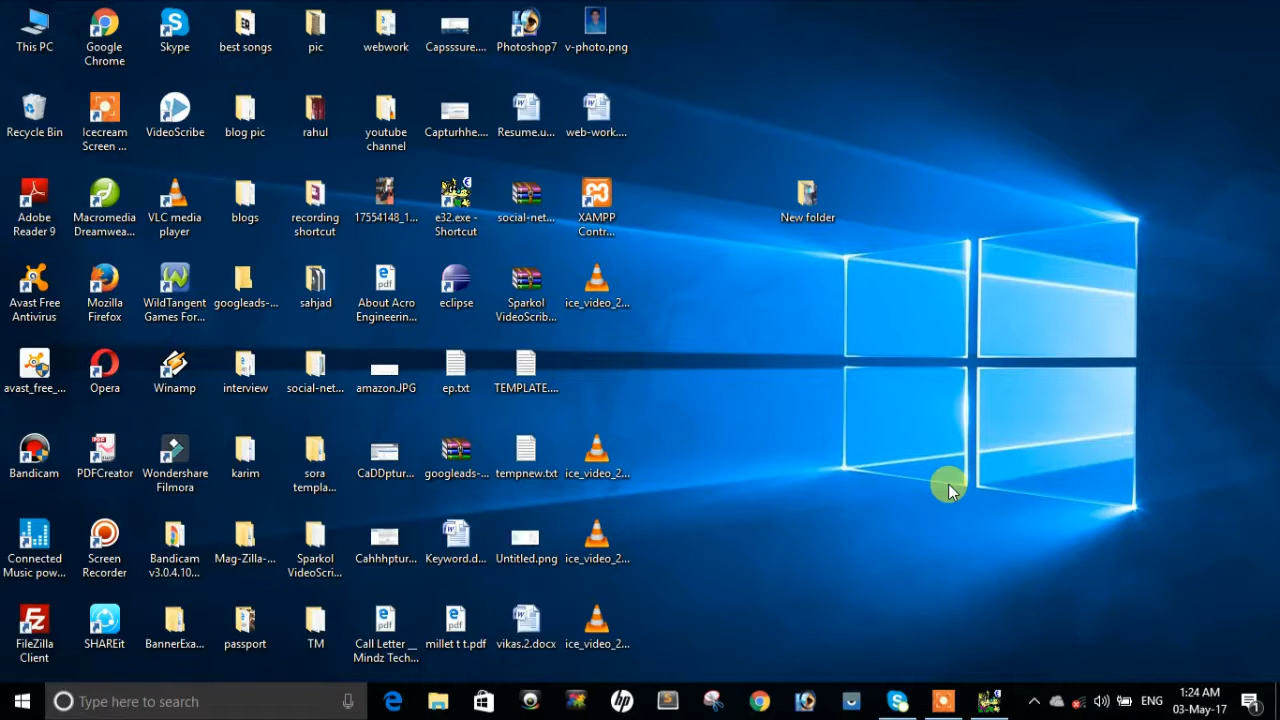 This PC
Google
Chrome
Skype
best songs
pic
webwork
Capsssure....
Photoshop7
v-photo.png
Recycle Bin
Icecream
Screen ...
VideoScribe
blog pic
rahul
youtube
channel
Capturhhe....
Resume.u...
web-work....
Adobe
Reader 9
Macromedia
Dreamwea...
VLC media
player
blogs
recording
shortcut
17554148_1...
e32.exe -
Shortcut
social-net...
XAMPP
Contr...
New folder
Avast Free
Antivirus
Mozilla
Firefox
WildTangent
Games For...
googleads-...
sahjad
About Acro
Engineerin...
eclipse
Sparkol
VideoScrib...
ice_video_2...
avast_free_...
Opera
Winamp
interview
social-net...
amazon.JPG
ep.txt
TEMPLATE....
Bandicam
PDFCreator
Wondershare
Filmora
karim
sora
templa...
CaDDptur...
googleads-...
tempnew.txt
ice_video_2...
Connected
Music pow...
Screen
Recorder
Bandicam
v3.0.4.10...
Mag-Zilla-...
Sparkol
VideoScri...
Cahhhptur...
Keyword.d...
Untitled.png
ice_video_2...
FileZilla
Client
SHAREit
BannerExa...
passport
TM
Call Letter __
Mindz Tech...
millet t t.pdf
vikas.2.docx
ice_video_2...
Type here to search
ENG
1:24 AM
03-May-17